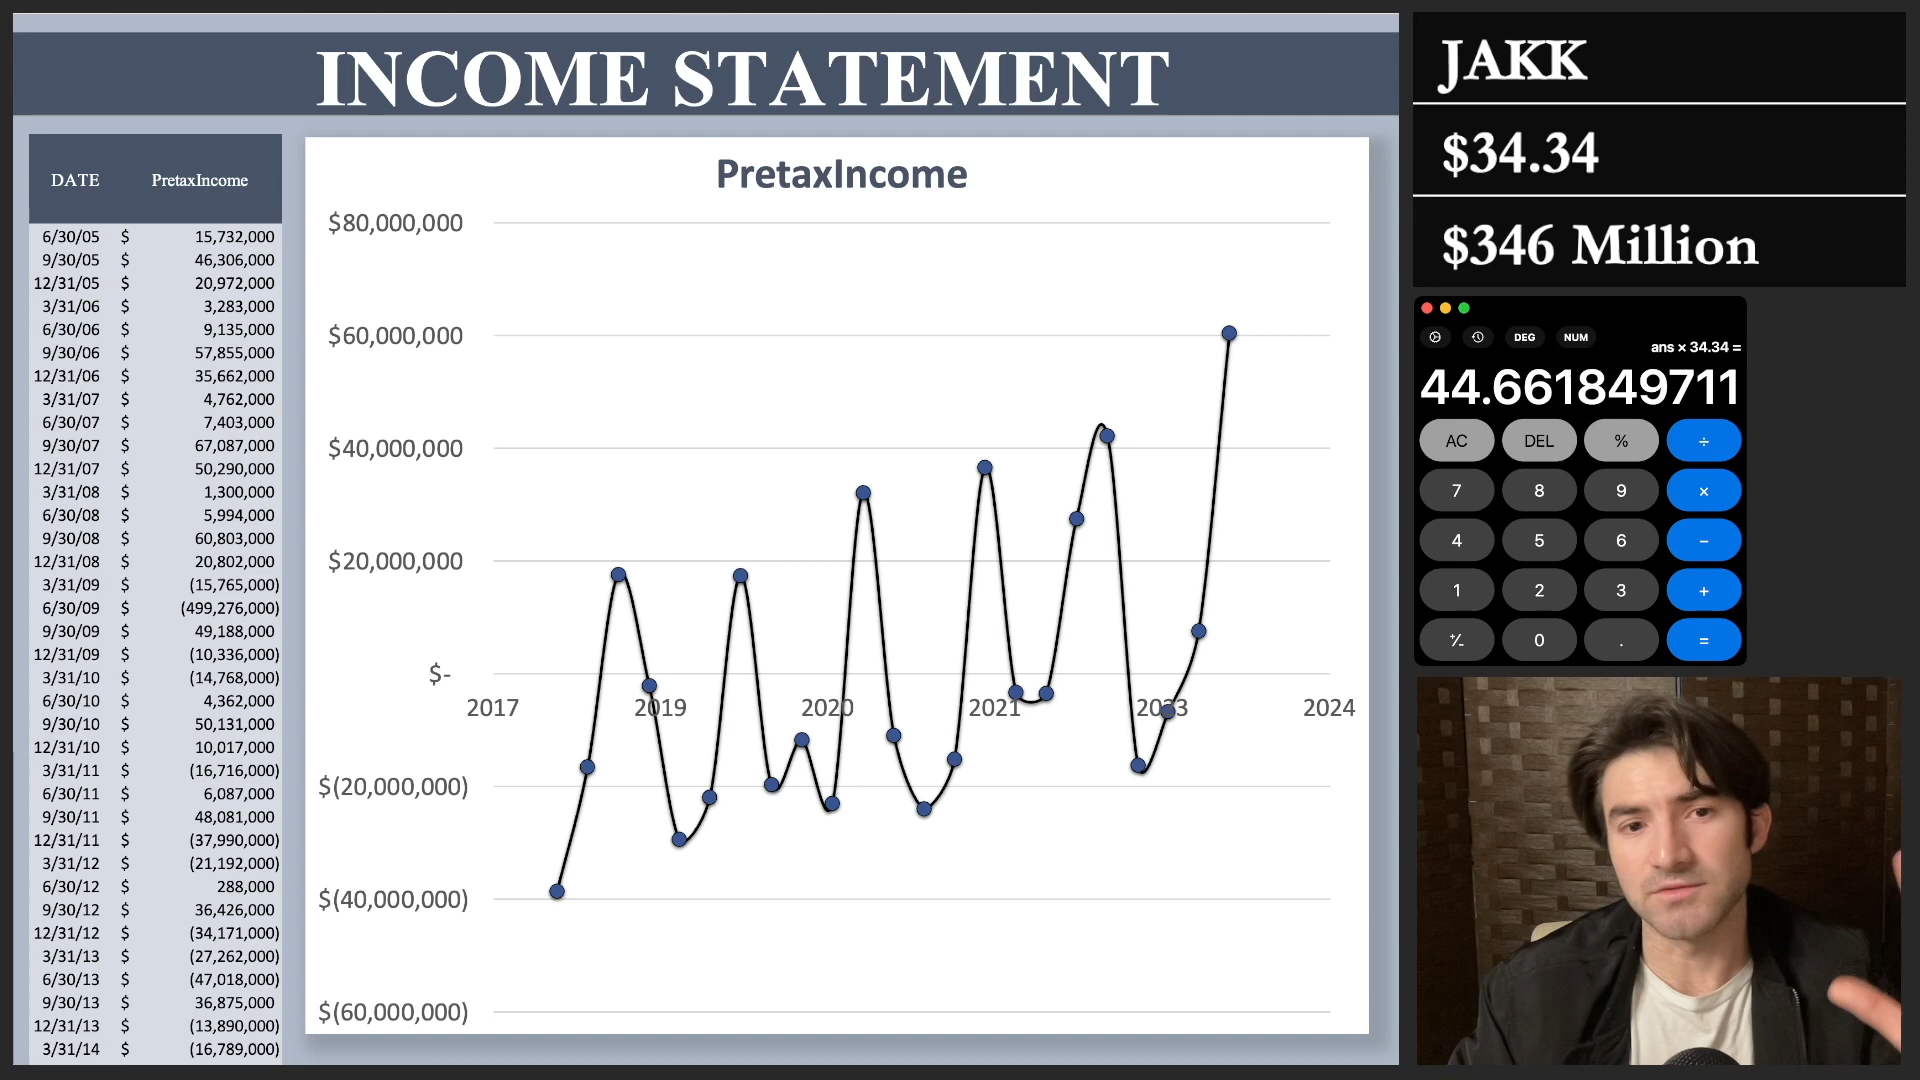 INCOME STATEMENT
DATE PretaxIncome
6/30/05 $ 15,732,000
9/30/05 $ 46,306,000
12/31/05 $ 20,972,000
3/31/06 $ 3,283,000
6/30/06 $ 9,135,000
9/30/06 $ 57,855,000
12/31/06 $ 35,662,000
3/31/07 $ 4,762,000
6/30/07 $ 7,403,000
9/30/07 $ 67,087,000
12/31/07 $ 50,290,000
3/31/08 $ 1,300,000
6/30/08 $ 5,994,000
9/30/08 $ 60,803,000
12/31/08 $ 20,802,000
3/31/09 $ (15,765,000)
6/30/09 $ (499,276,000)
9/30/09 $ 49,188,000
12/31/09 $ (10,336,000)
3/31/10 $ (14,768,000)
6/30/10 $ 4,362,000
9/30/10 $ 50,131,000
12/31/10 $ 10,017,000
3/31/11 $ (16,716,000)
6/30/11 $ 6,087,000
9/30/11 $ 48,081,000
12/31/11 $ (37,990,000)
3/31/12 $ (21,192,000)
6/30/12 $ 288,000
9/30/12 $ 36,426,000
12/31/12 $ (34,171,000)
3/31/13 $ (27,262,000)
6/30/13 $ (47,018,000)
9/30/13 $ 36,875,000
12/31/13 $ (13,890,000)
3/31/14 $ (16,789,000)
PretaxIncome
$80,000,000
$60,000,000
$40,000,000
$20,000,000
$-
2017 2019 2020 2021 2023 2024
$(20,000,000)
$(40,000,000)
$(60,000,000)
JAKK
$34.34
$346 Million
DEG NUM
ans × 34.34 =
44.661849711
AC DEL % ÷
7 8 9 ×
4 5 6 −
1 2 3 +
⁺∕₋ 0 . =